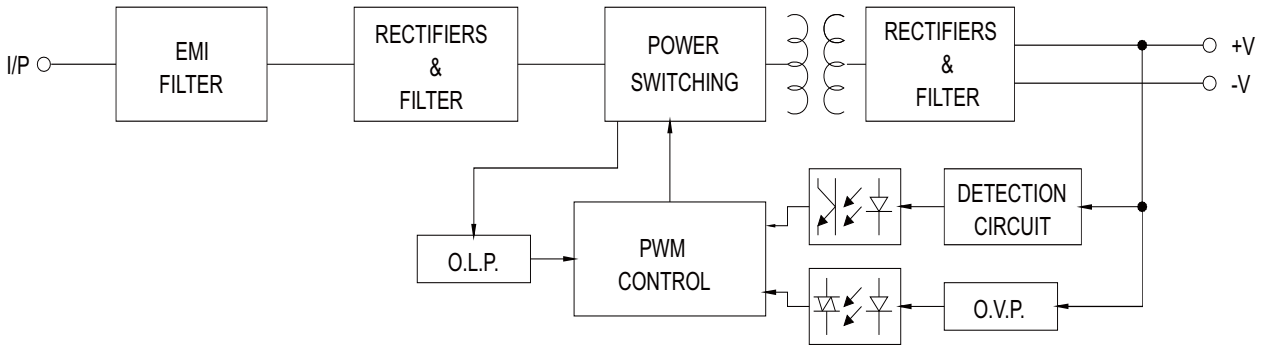 I/P
EMI
FILTER
RECTIFIERS
&
FILTER
POWER
SWITCHING
RECTIFIERS
&
FILTER
+V
-V
O.L.P.
PWM
CONTROL
DETECTION
CIRCUIT
O.V.P.